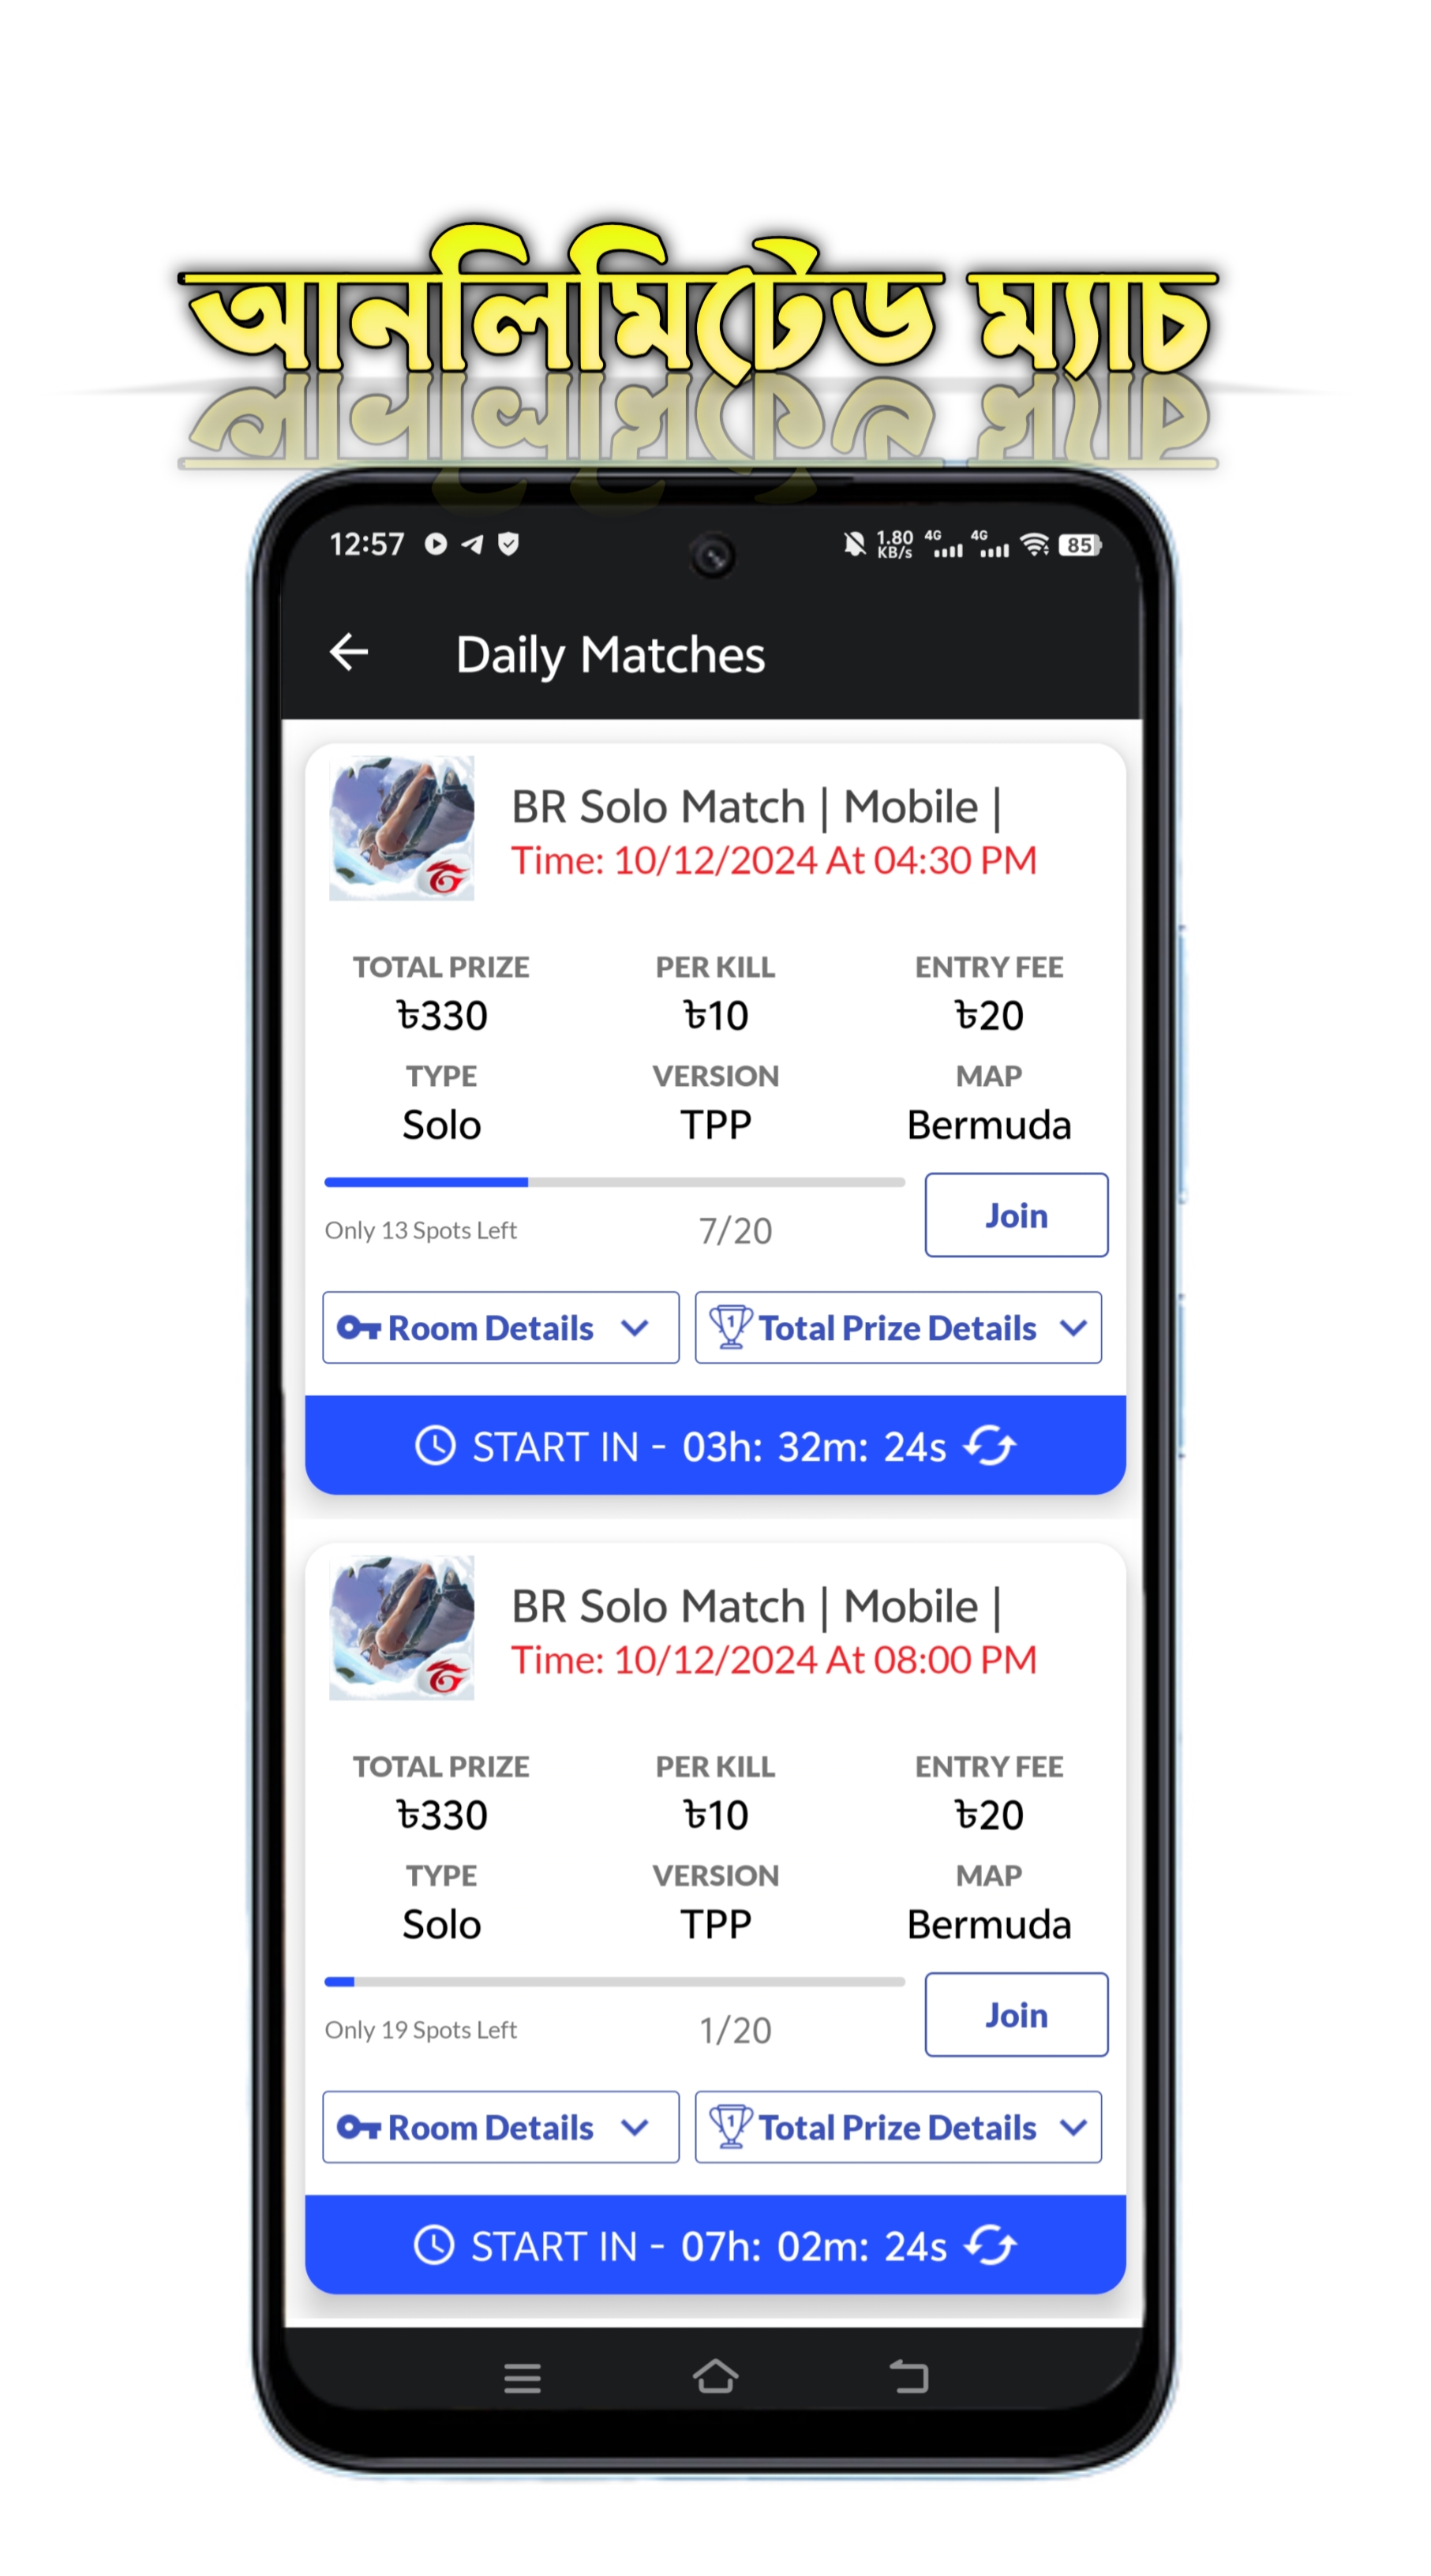 আনলিমিটেড ম্যাচ
12:57 1.80 KB/s 4G 4G 85
Daily Matches
BR Solo Match | Mobile |
Time: 10/12/2024 At 04:30 PM
TOTAL PRIZE PER KILL ENTRY FEE
৳330 ৳10 ৳20
TYPE VERSION MAP
Solo TPP Bermuda
Only 13 Spots Left 7/20 Join
Room Details 1 Total Prize Details
START IN - 03h: 32m: 24s
BR Solo Match | Mobile |
Time: 10/12/2024 At 08:00 PM
TOTAL PRIZE PER KILL ENTRY FEE
৳330 ৳10 ৳20
TYPE VERSION MAP
Solo TPP Bermuda
Only 19 Spots Left 1/20 Join
Room Details 1 Total Prize Details
START IN - 07h: 02m: 24s